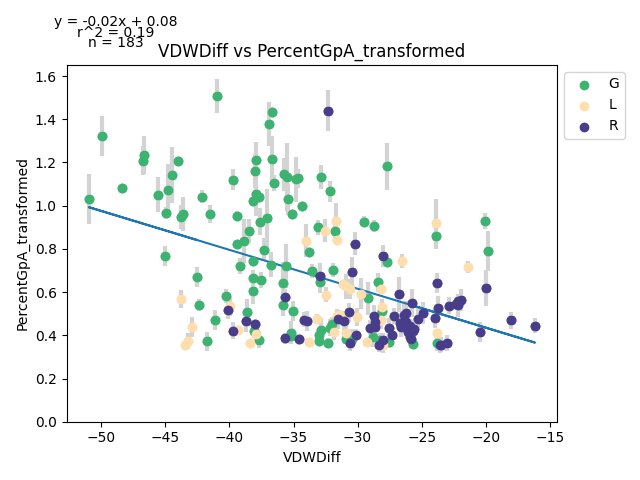 y = -0.02x + 0.08
r^2 = 0.19
n = 183
VDWDiff vs PercentGpA_transformed
PercentGpA_transformed
1.6
1.4
1.2
1.0
0.8
0.6
0.4
0.2
0.0
−50
−45
−40
−35
−30
−25
−20
−15
VDWDiff
G
L
R